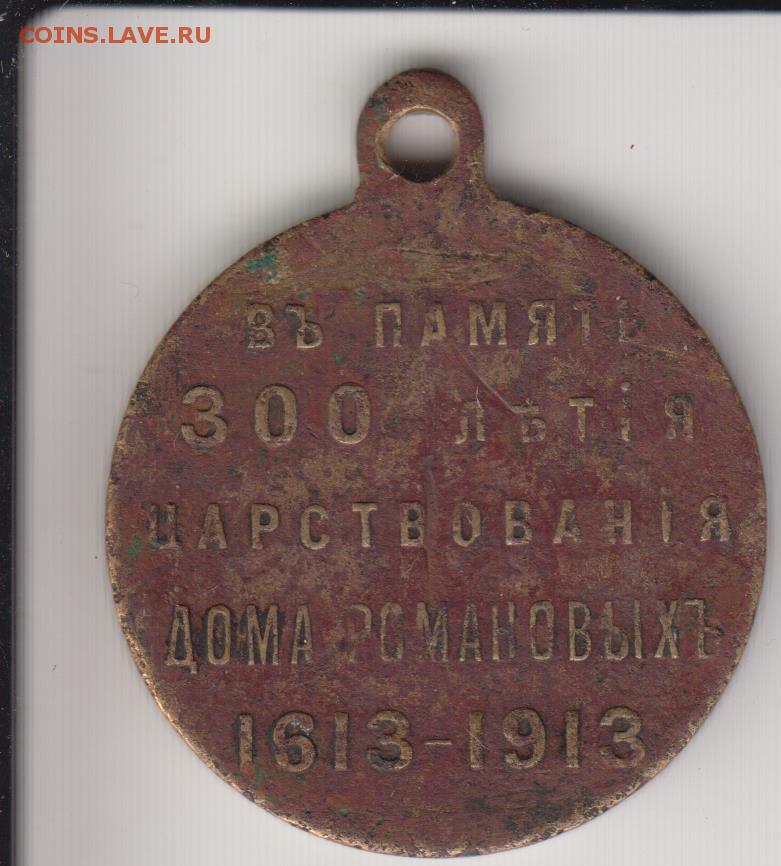 COINS.LAVE.RU
ВЪ ПАМЯТЬ
300 ЛѢТІЯ
ЦАРСТВОВАНІЯ
ДОМА РОМАНОВЫХЪ
1613-1913